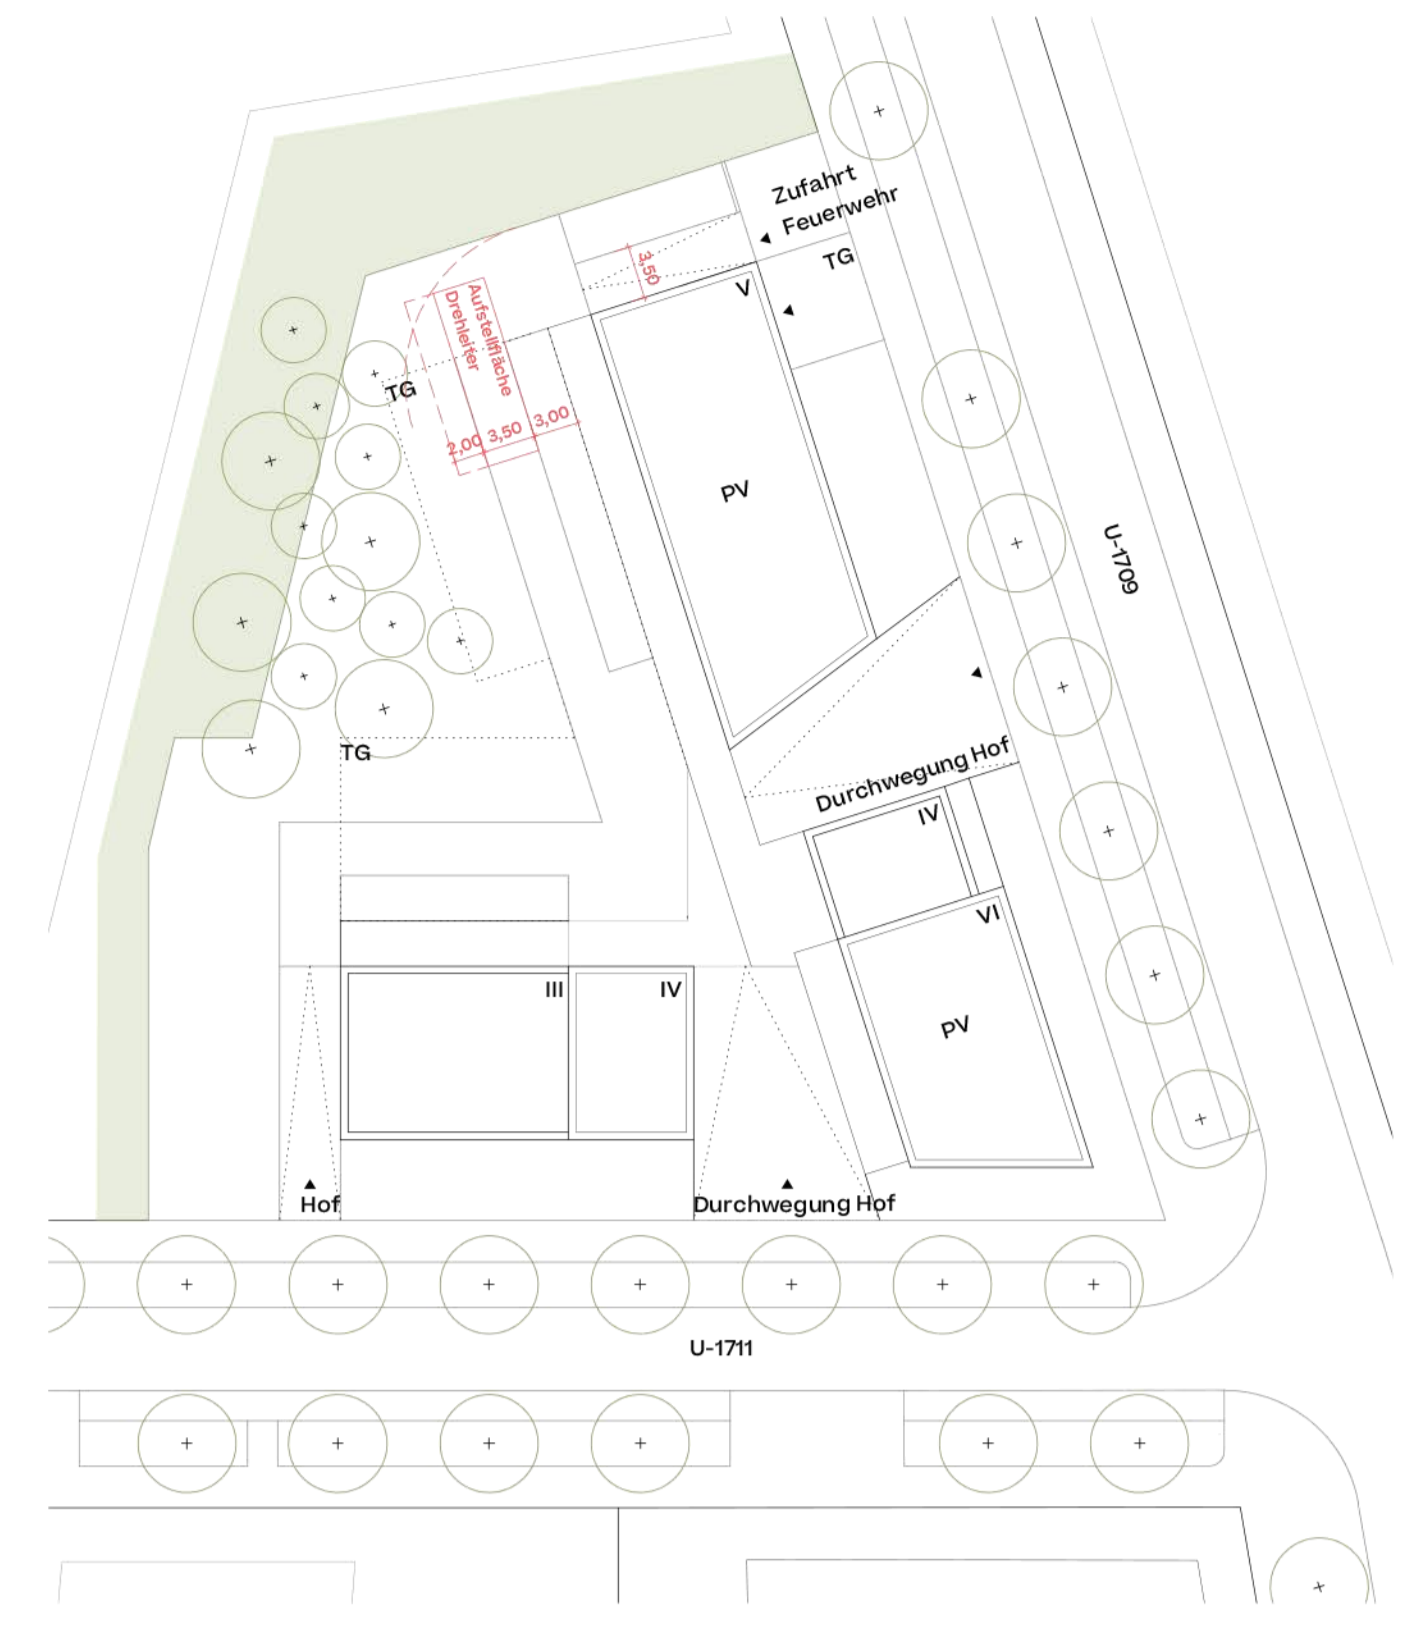 Zufahrt
Feuerwehr
TG
3,50
V
Aufstellfläche
Drehleiter
TG
2,00 3,50 3,00
PV
U-1709
TG
Durchwegung Hof
IV
VI
III
IV
PV
Hof
Durchwegung Hof
U-1711